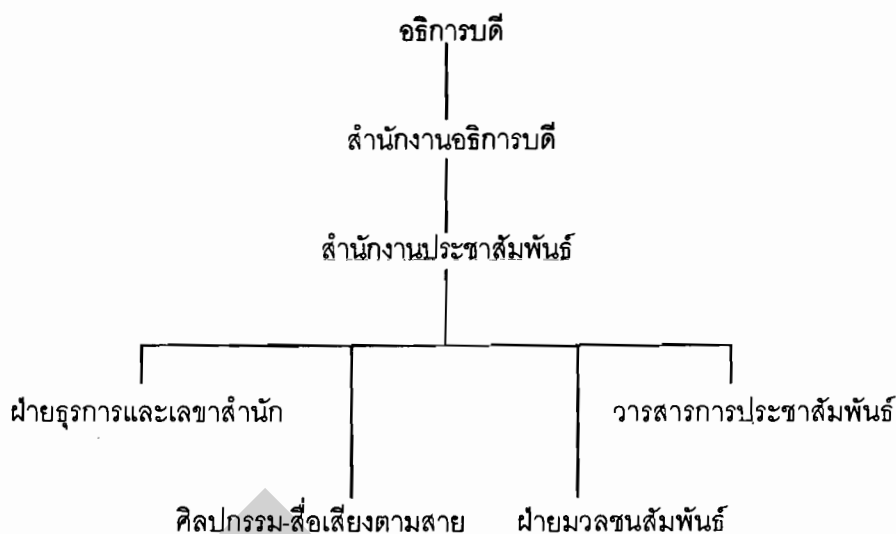 อธิการบดี
สำนักงานอธิการบดี
สำนักงานประชาสัมพันธ์
ฝ่ายธุรการและเลขาสำนัก
วารสารการประชาสัมพันธ์
ศิลปกรรม-สื่อเสียงตามสาย
ฝ่ายมวลชนสัมพันธ์